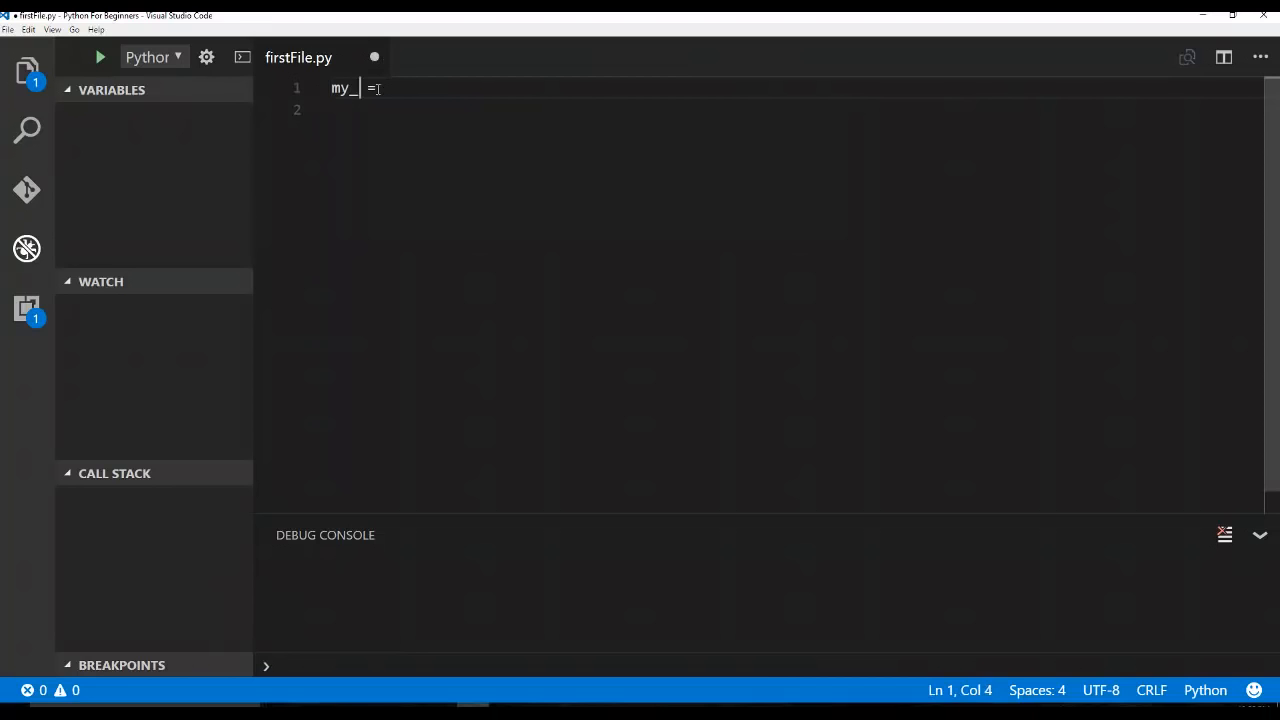 firstFile.py - Python For Beginners - Visual Studio Code
File Edit View Go Help
1
Python
firstFile.py
VARIABLES
1 my_ =
2
WATCH
1
CALL STACK
DEBUG CONSOLE
BREAKPOINTS
0 0
Ln 1, Col 4 Spaces: 4 UTF-8 CRLF Python